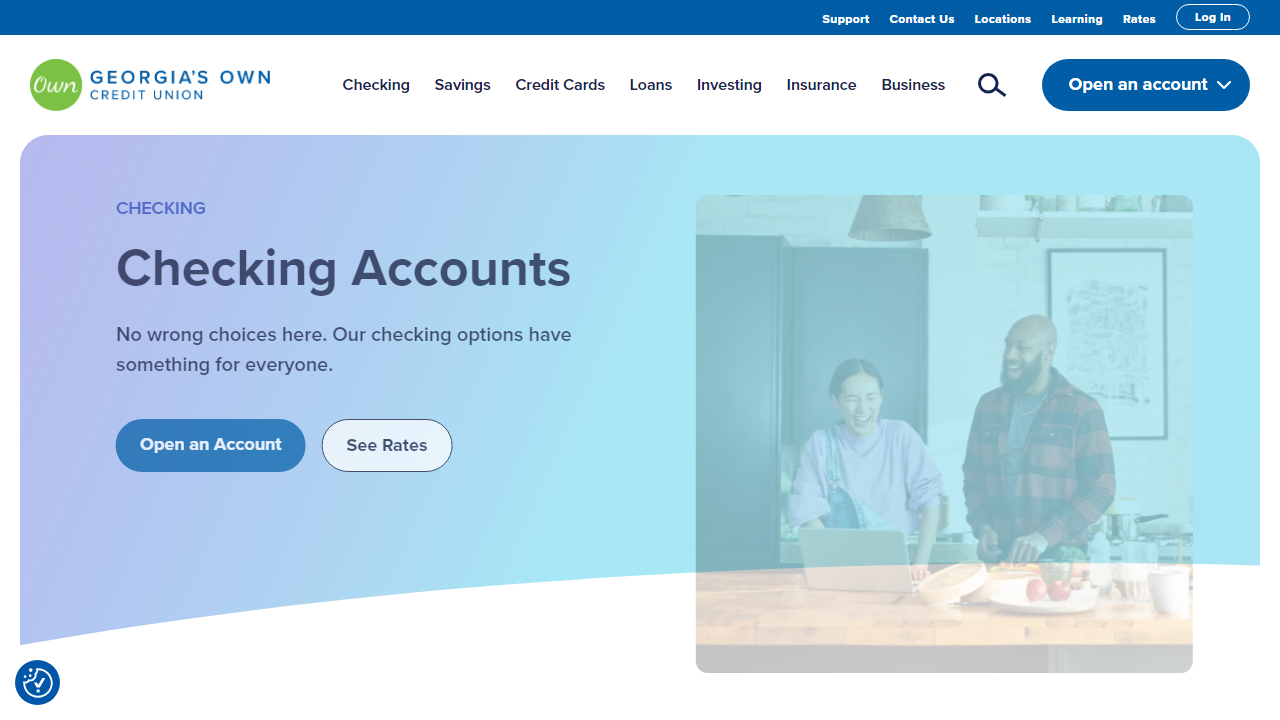 Support Contact Us Locations Learning Rates Log In
Own GEORGIA'S OWN
CREDIT UNION
Checking Savings Credit Cards Loans Investing Insurance Business Open an account
CHECKING
Checking Accounts
No wrong choices here. Our checking options have
something for everyone.
Open an Account See Rates